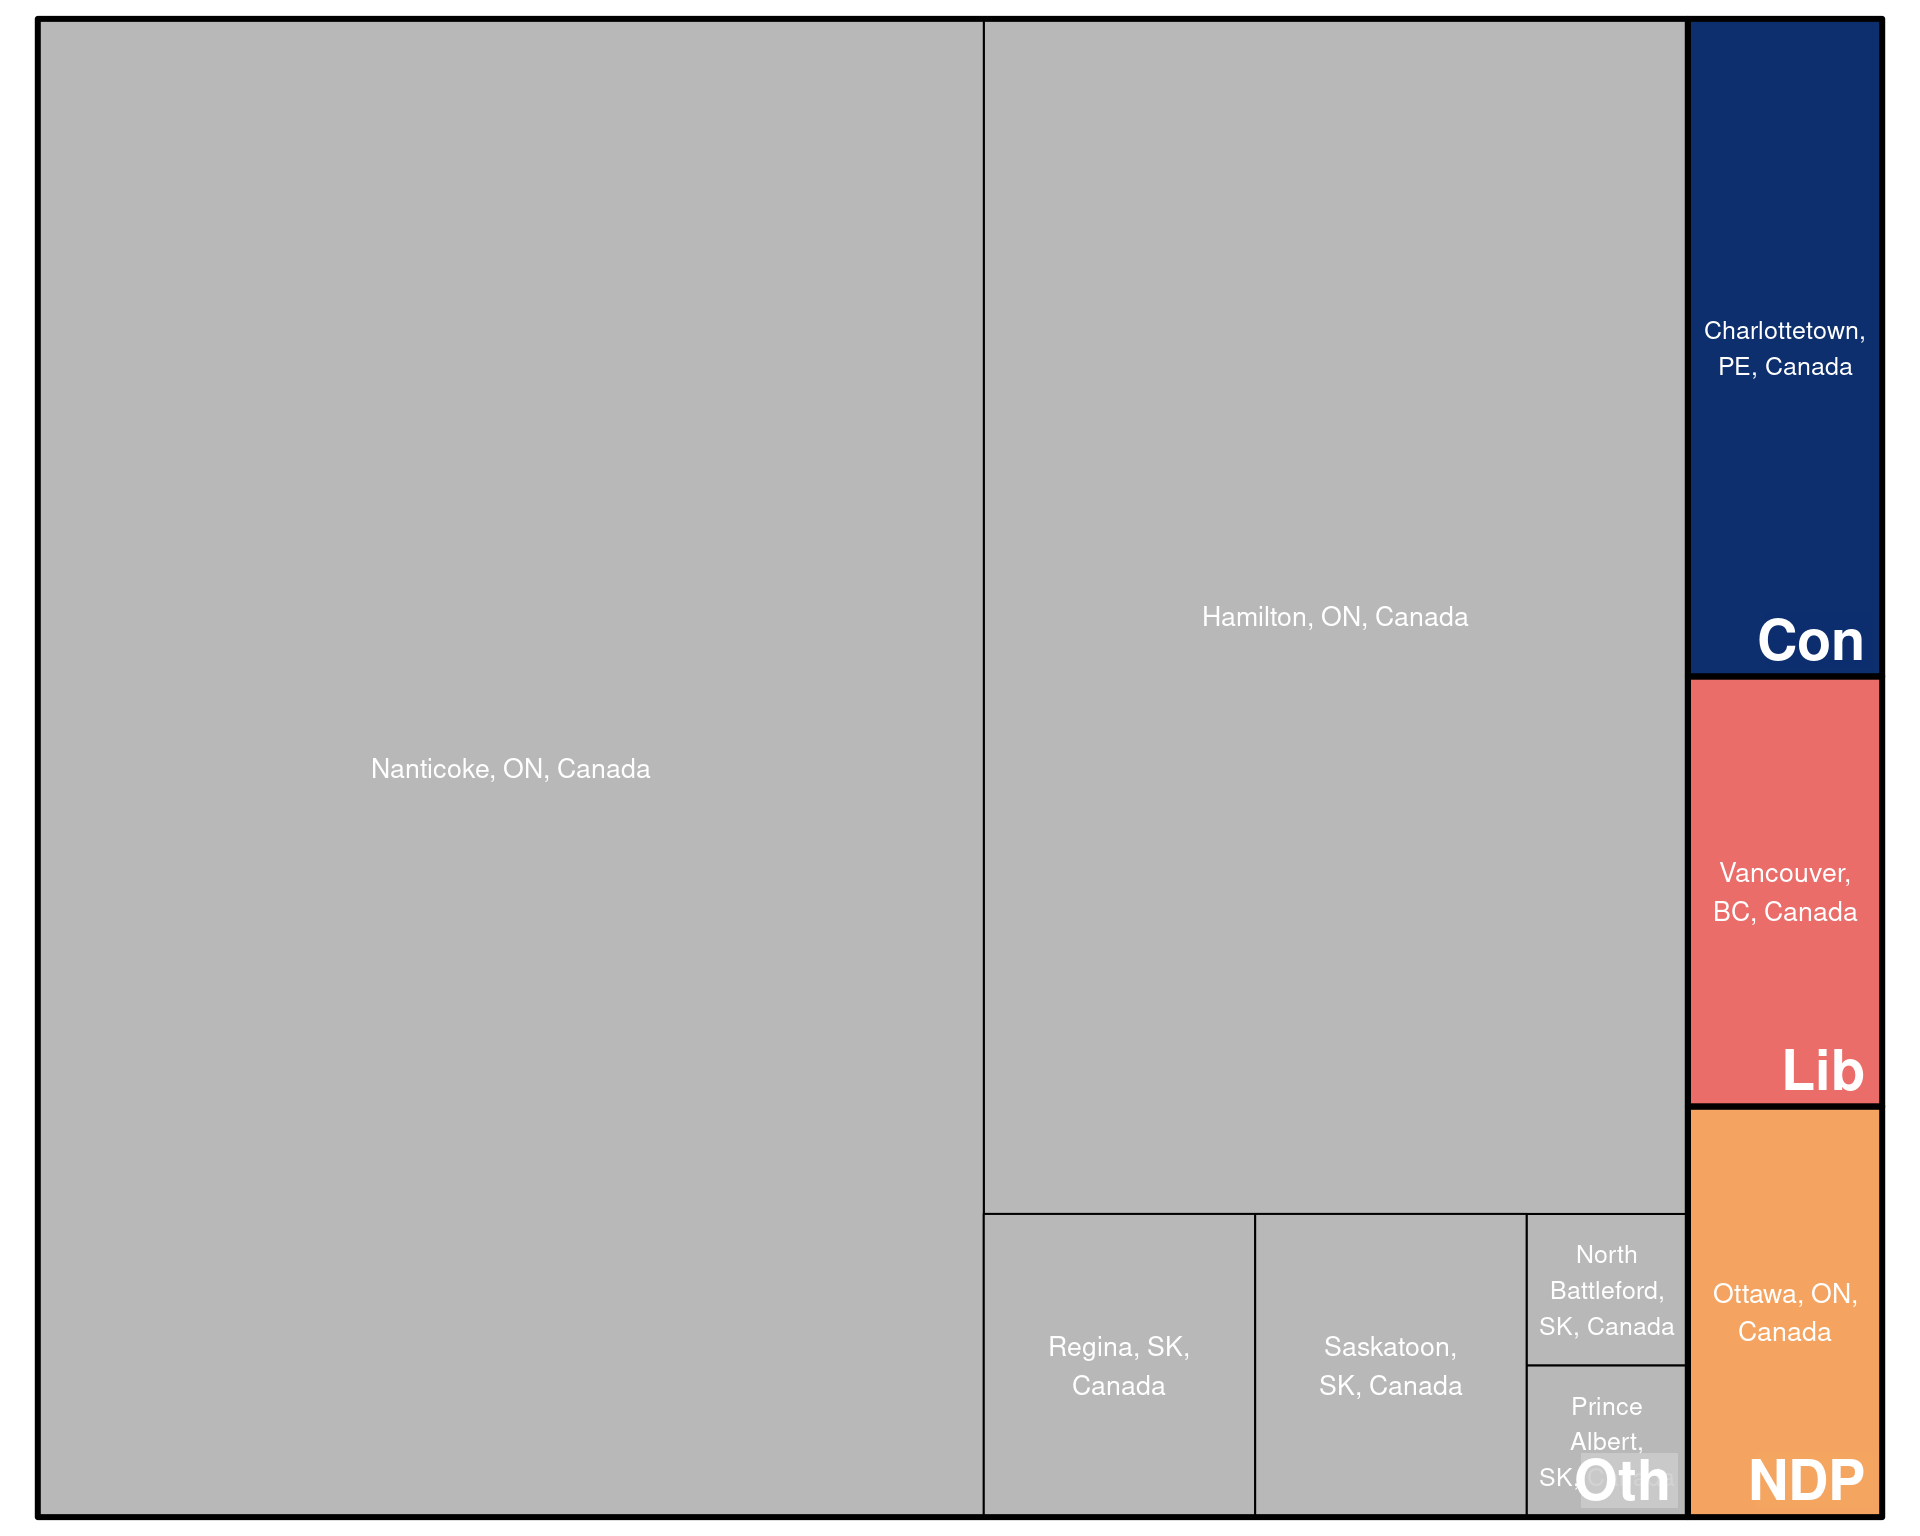 Nanticoke, ON, Canada
Hamilton, ON, Canada
Regina, SK,
Canada
Saskatoon,
SK, Canada
North
Battleford,
SK, Canada
Prince
Albert,
SK,
Oth
Charlottetown,
PE, Canada
Con
Vancouver,
BC, Canada
Lib
Ottawa, ON,
Canada
NDP